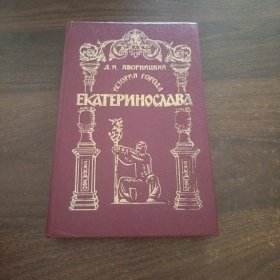 Д. И. ЯВОРНИЦКИЙ
ИСТОРИЯ ГОРОДА
ЕКАТЕРИНОСЛАВА